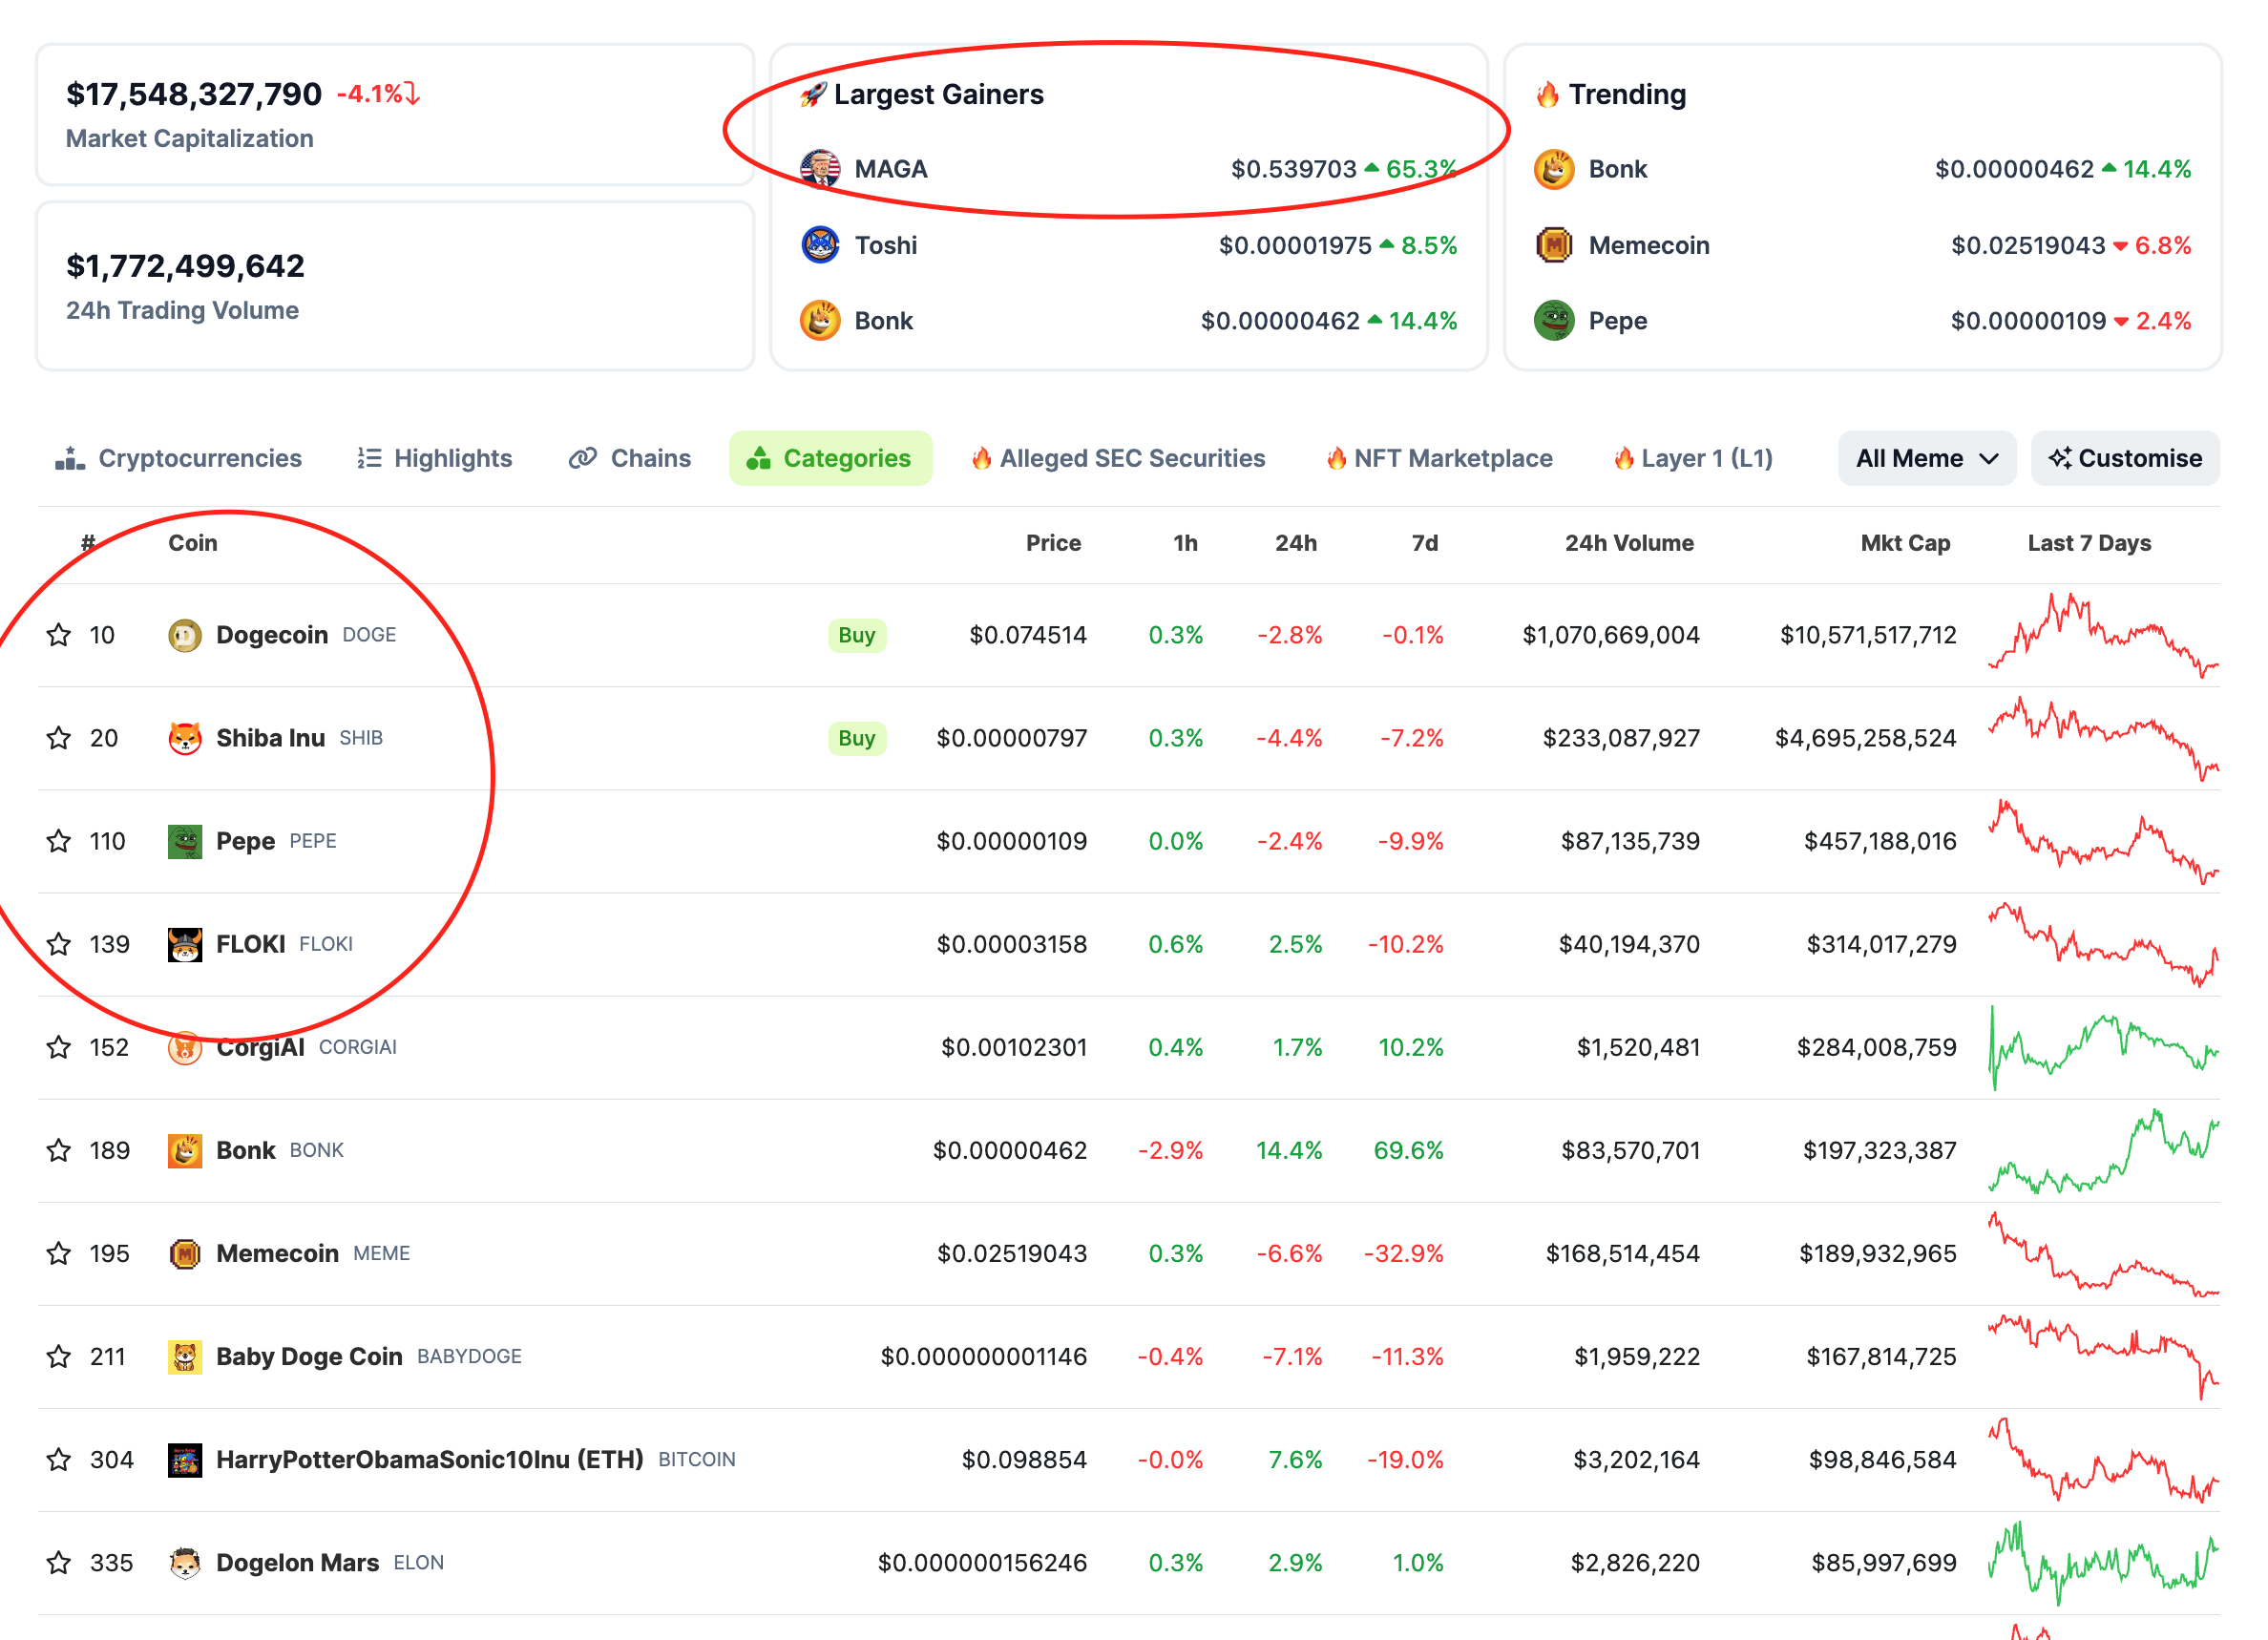 $17,548,327,790 -4.1%
Market Capitalization
$1,772,499,642
24h Trading Volume
🚀 Largest Gainers
MAGA $0.539703 65.3%
Toshi $0.00001975 8.5%
Bonk $0.00000462 14.4%
🔥 Trending
Bonk $0.00000462 14.4%
Memecoin $0.02519043 6.8%
Pepe $0.00000109 2.4%
Cryptocurrencies Highlights Chains Categories 🔥 Alleged SEC Securities 🔥 NFT Marketplace 🔥 Layer 1 (L1) All Meme Customise
# Coin Price 1h 24h 7d 24h Volume Mkt Cap Last 7 Days
10 Dogecoin DOGE Buy $0.074514 0.3% -2.8% -0.1% $1,070,669,004 $10,571,517,712
20 Shiba Inu SHIB Buy $0.00000797 0.3% -4.4% -7.2% $233,087,927 $4,695,258,524
110 Pepe PEPE $0.00000109 0.0% -2.4% -9.9% $87,135,739 $457,188,016
139 FLOKI FLOKI $0.00003158 0.6% 2.5% -10.2% $40,194,370 $314,017,279
152 CorgiAI CORGIAI $0.00102301 0.4% 1.7% 10.2% $1,520,481 $284,008,759
189 Bonk BONK $0.00000462 -2.9% 14.4% 69.6% $83,570,701 $197,323,387
195 Memecoin MEME $0.02519043 0.3% -6.6% -32.9% $168,514,454 $189,932,965
211 Baby Doge Coin BABYDOGE $0.000000001146 -0.4% -7.1% -11.3% $1,959,222 $167,814,725
304 HarryPotterObamaSonic10Inu (ETH) BITCOIN $0.098854 -0.0% 7.6% -19.0% $3,202,164 $98,846,584
335 Dogelon Mars ELON $0.000000156246 0.3% 2.9% 1.0% $2,826,220 $85,997,699